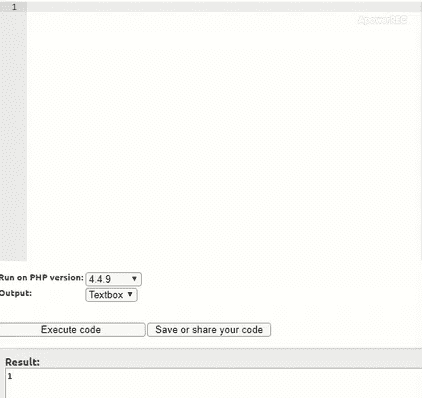 1
ApowerREC
Run on PHP version: 4.4.9
Output: Textbox
Execute code Save or share your code
Result:
1